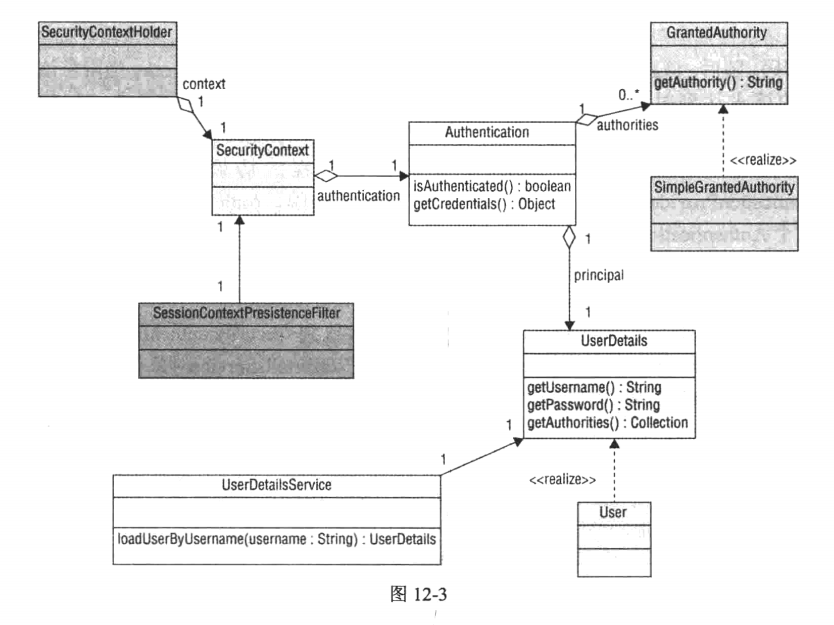 SecurityContextHolder
GrantedAuthority
getAuthority() : String
context
1
1
0..*
1
authorities
Authentication
isAuthenticated() : boolean
getCredentials() : Object
SecurityContext
1
1
authentication
<<realize>>
SimpleGrantedAuthority
1
1
SessionContextPresistenceFilter
1
principal
1
UserDetails
getUsername() : String
getPassword() : String
getAuthorities() : Collection
1
1
UserDetailsService
loadUserByUsername(username : String) : UserDetails
<<realize>>
User
图 12-3